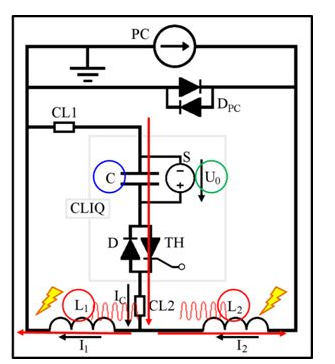 PC
D_PC
CL1
S
C
U_0
CLIQ
D TH
I_C CL2
L_1 L_2
I_1 I_2